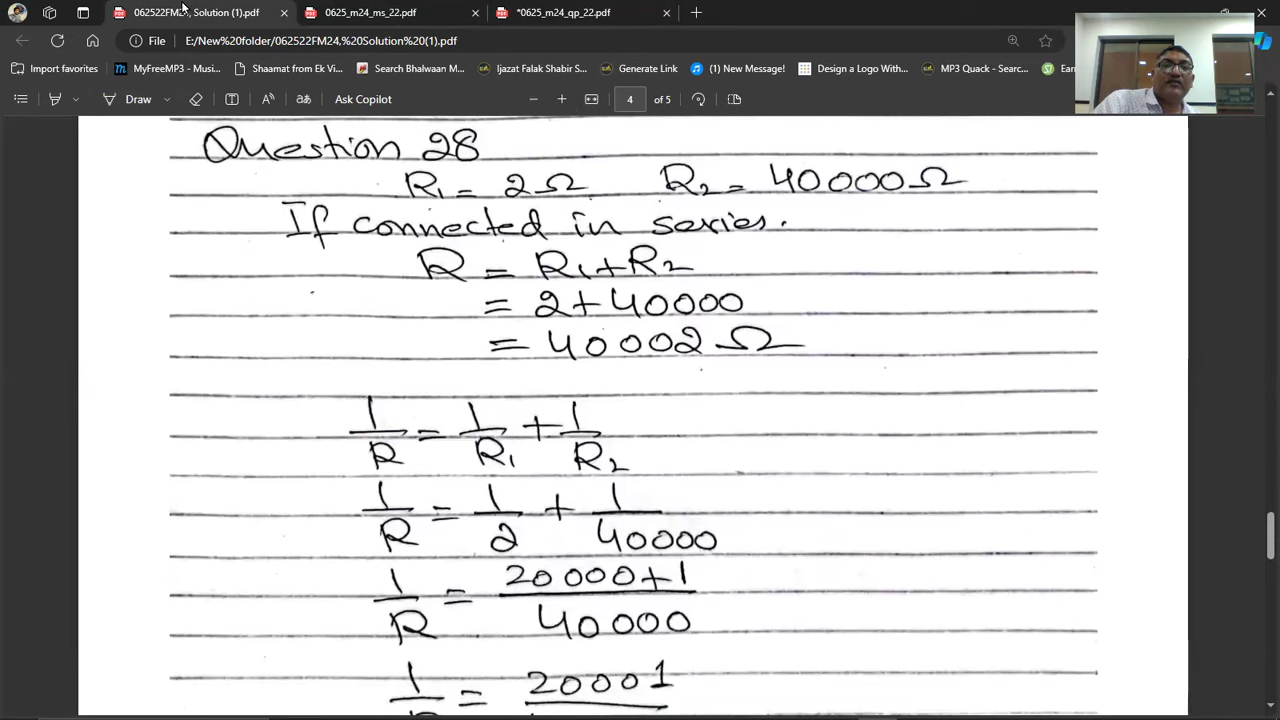 062522FM24, Solution (1).pdf
0625_m24_ms_22.pdf
*0625_m24_qp_22.pdf
File
E:/New%20folder/062522FM24,%20Solution%20(1).pdf
Import favorites
MyFreeMP3 - Musi...
Shaamat from Ek Vi...
Search Bhalwaan M...
Ijazat Falak Shabir S...
Generate Link
(1) New Message!
Design a Logo With...
MP3 Quack - Searc...
Ear
Draw
aあ
Ask Copilot
4 of 5
Question 28
R₁ = 2Ω R₂ = 40000Ω
If connected in series.
R = R₁+R₂
= 2+40000
= 40002 Ω
1/R = 1/R₁ + 1/R₂
1/R = 1/2 + 1/40000
1/R = 20000+1/40000
1/R = 20001